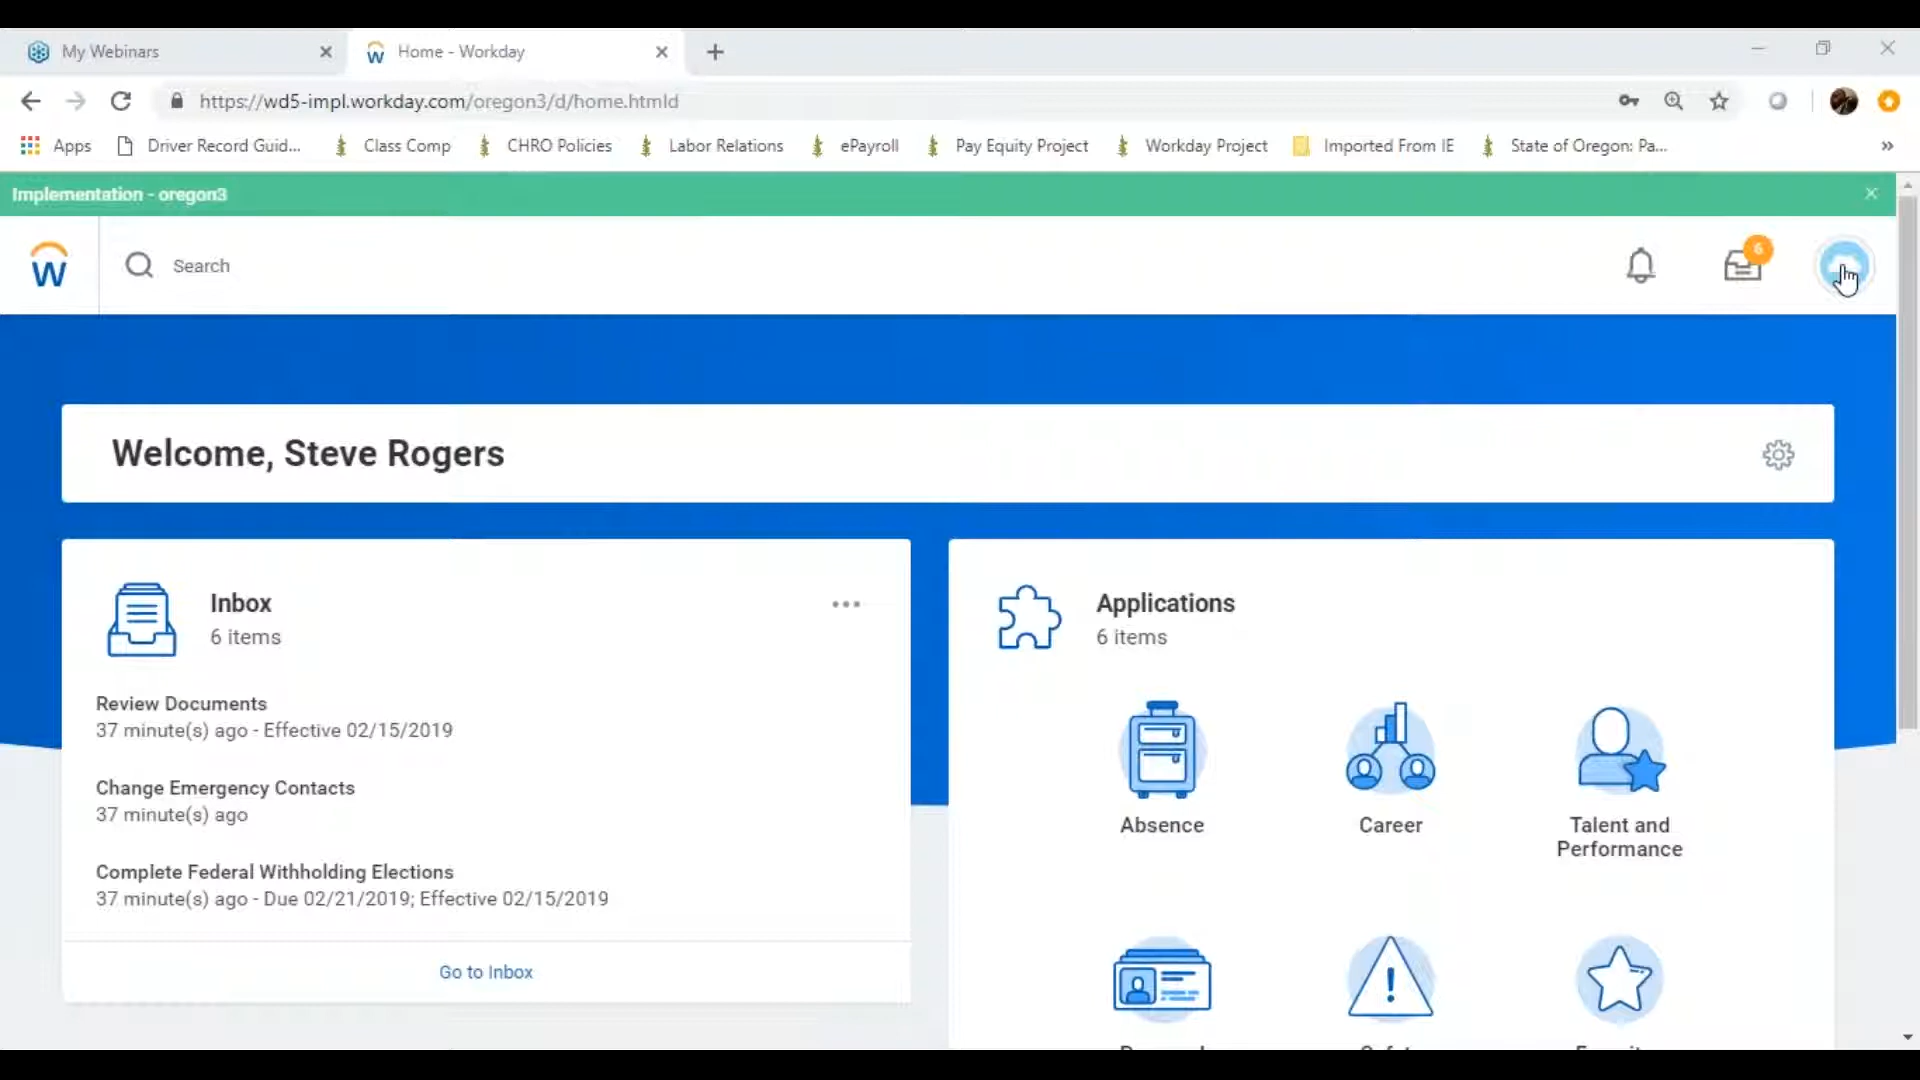 My Webinars
Home - Workday
https://wd5-impl.workday.com/oregon3/d/home.htmld
Apps
Driver Record Guid...
Class Comp
CHRO Policies
Labor Relations
ePayroll
Pay Equity Project
Workday Project
Imported From IE
State of Oregon: Pa...
»
Implementation - oregon3
W
Search
6
Welcome, Steve Rogers
Inbox
6 items
Review Documents
37 minute(s) ago - Effective 02/15/2019
Change Emergency Contacts
37 minute(s) ago
Complete Federal Withholding Elections
37 minute(s) ago - Due 02/21/2019; Effective 02/15/2019
Go to Inbox
Applications
6 items
Absence
Career
Talent and
Performance